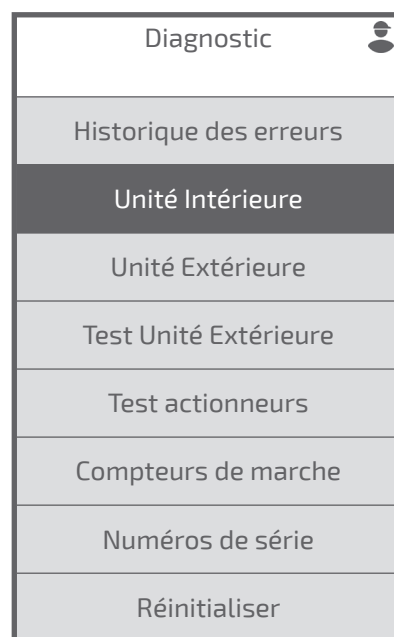 Diagnostic
Historique des erreurs
Unité Intérieure
Unité Extérieure
Test Unité Extérieure
Test actionneurs
Compteurs de marche
Numéros de série
Réinitialiser